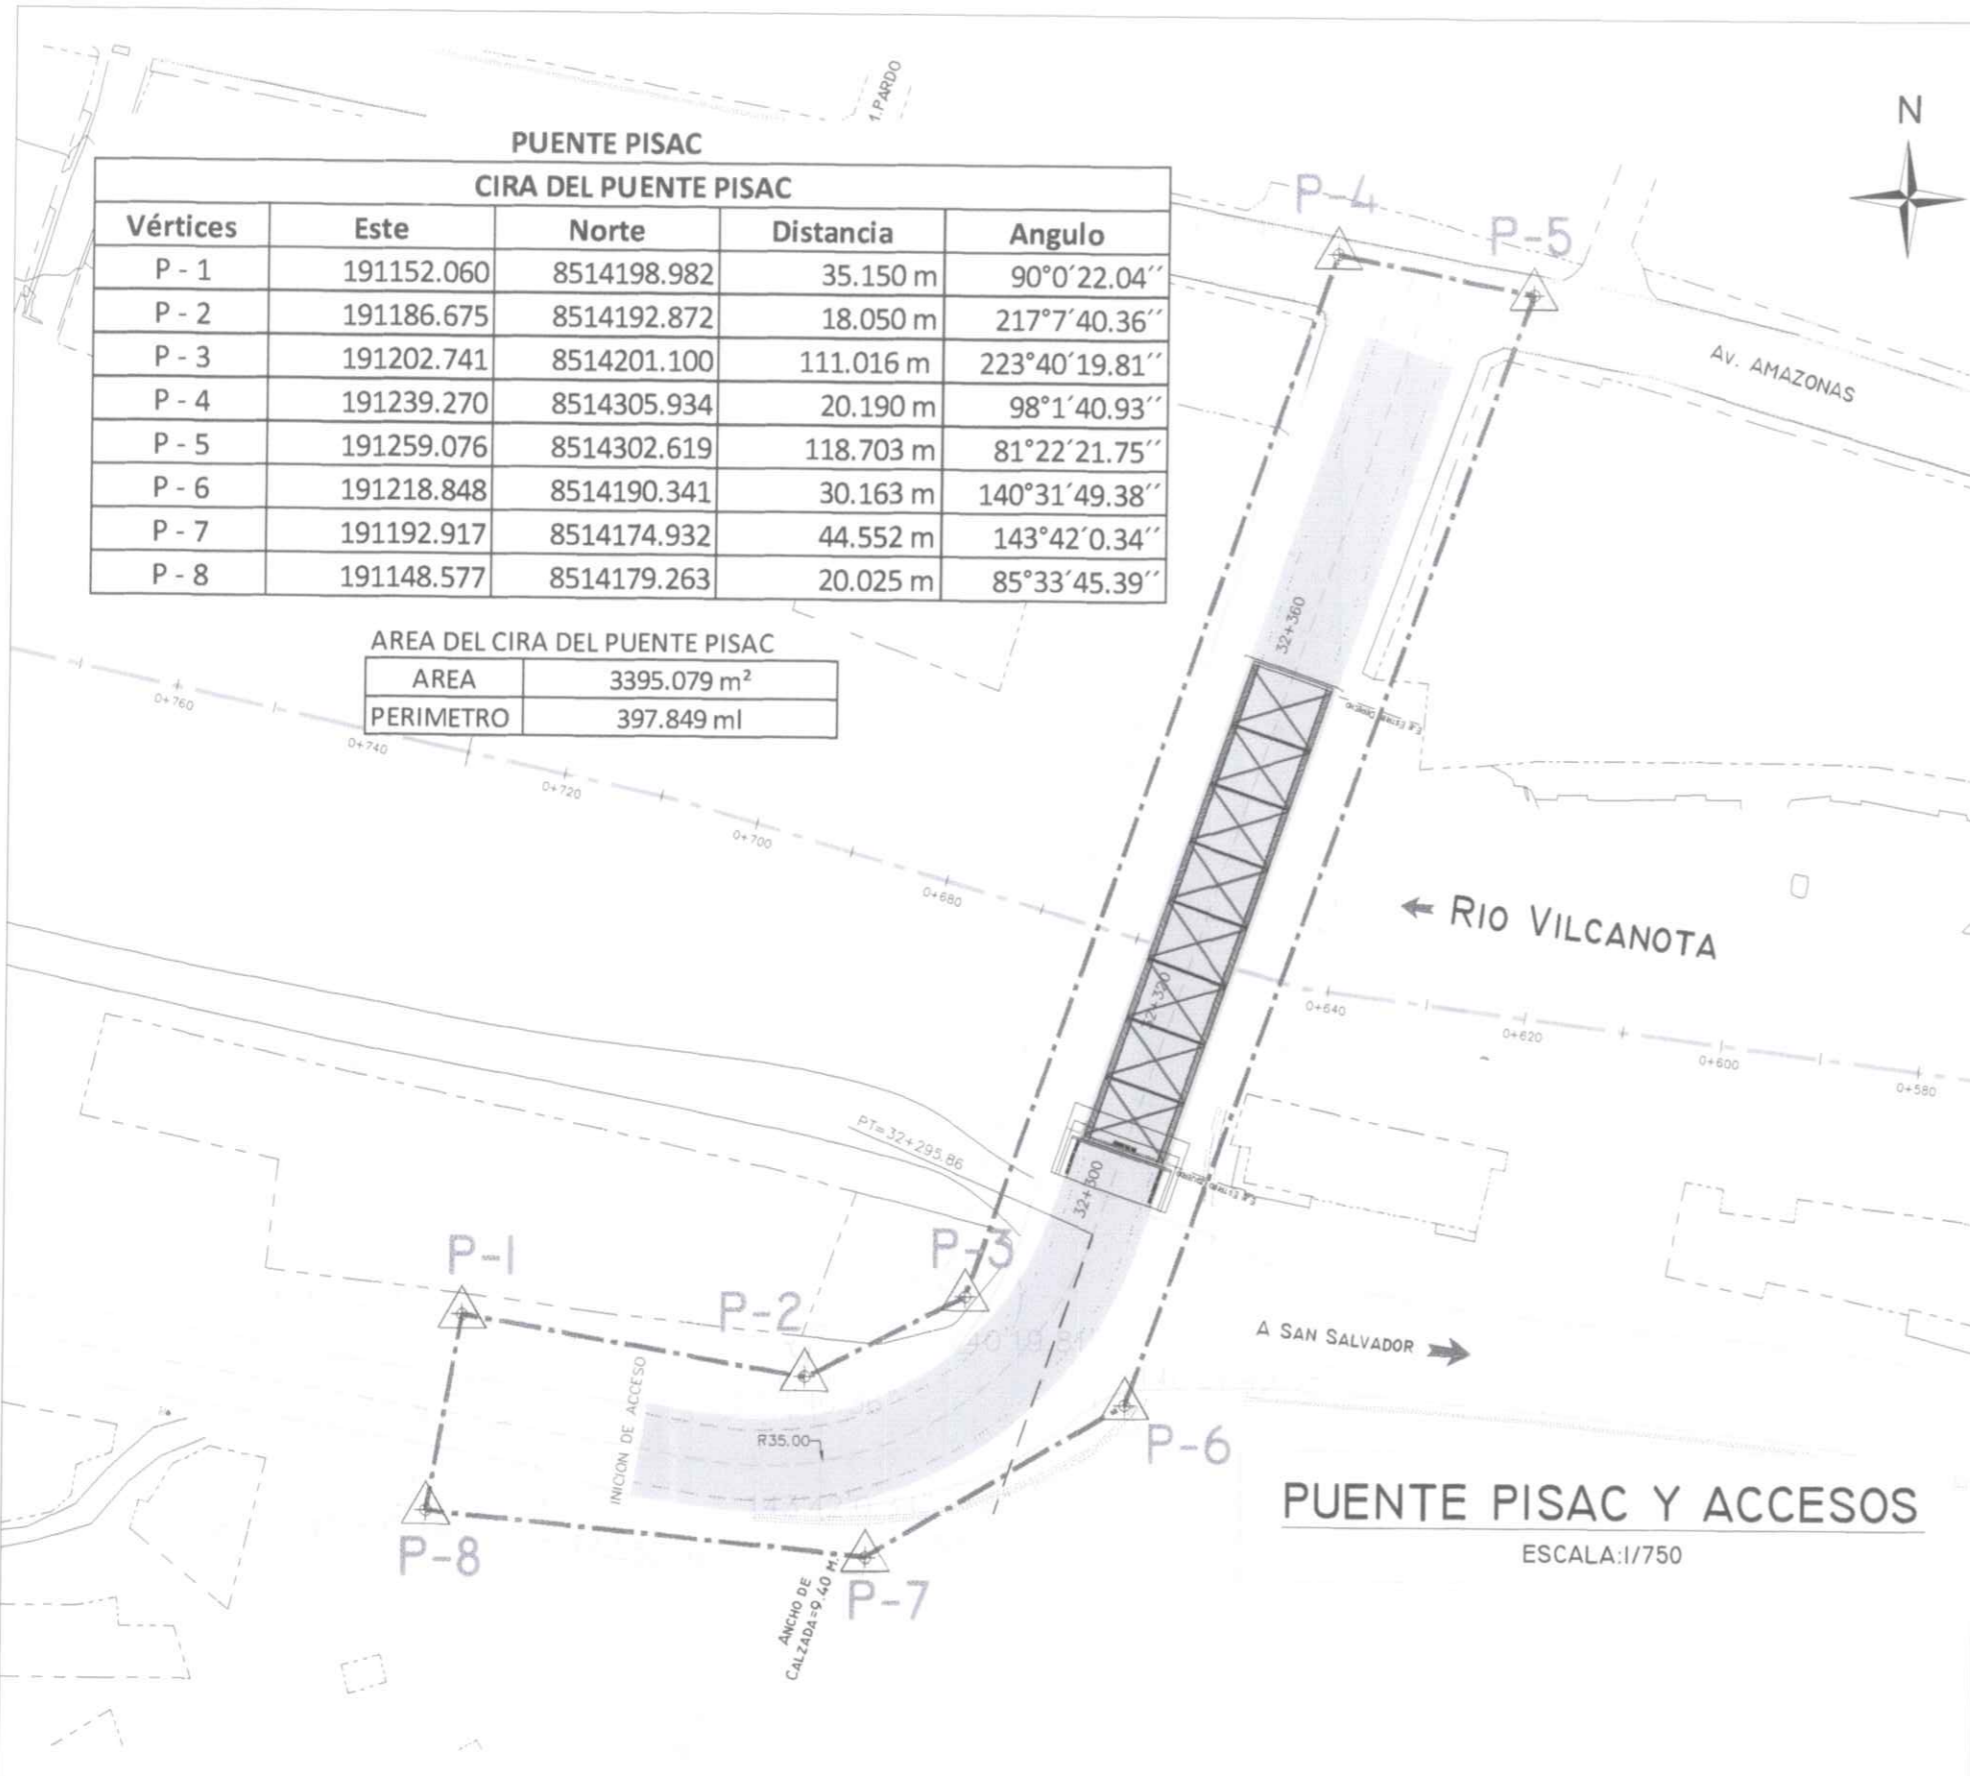 1.PARDO
N
PUENTE PISAC
CIRA DEL PUENTE PISAC
Vértices Este Norte Distancia Angulo
P - 1 191152.060 8514198.982 35.150 m 90°0´22.04´´
P - 2 191186.675 8514192.872 18.050 m 217°7´40.36´´
P - 3 191202.741 8514201.100 111.016 m 223°40´19.81´´
P - 4 191239.270 8514305.934 20.190 m 98°1´40.93´´
P - 5 191259.076 8514302.619 118.703 m 81°22´21.75´´
P - 6 191218.848 8514190.341 30.163 m 140°31´49.38´´
P - 7 191192.917 8514174.932 44.552 m 143°42´0.34´´
P - 8 191148.577 8514179.263 20.025 m 85°33´45.39´´
P-4
P-5
AV. AMAZONAS
AREA DEL CIRA DEL PUENTE PISAC
AREA 3395.079 m²
PERIMETRO 397.849 ml
32+360
0+760
0+740
0+720
0+700
0+680
RIO VILCANOTA
32+320
0+640
0+620
0+600
0+580
PT=32+295.86
32+300
P-1
P-2
P-3
A SAN SALVADOR
INICION DE ACCESO
R35.00
P-6
PUENTE PISAC Y ACCESOS
ESCALA:1/750
P-8
P-7
ANCHO DE
CALZADA=9.40 M.